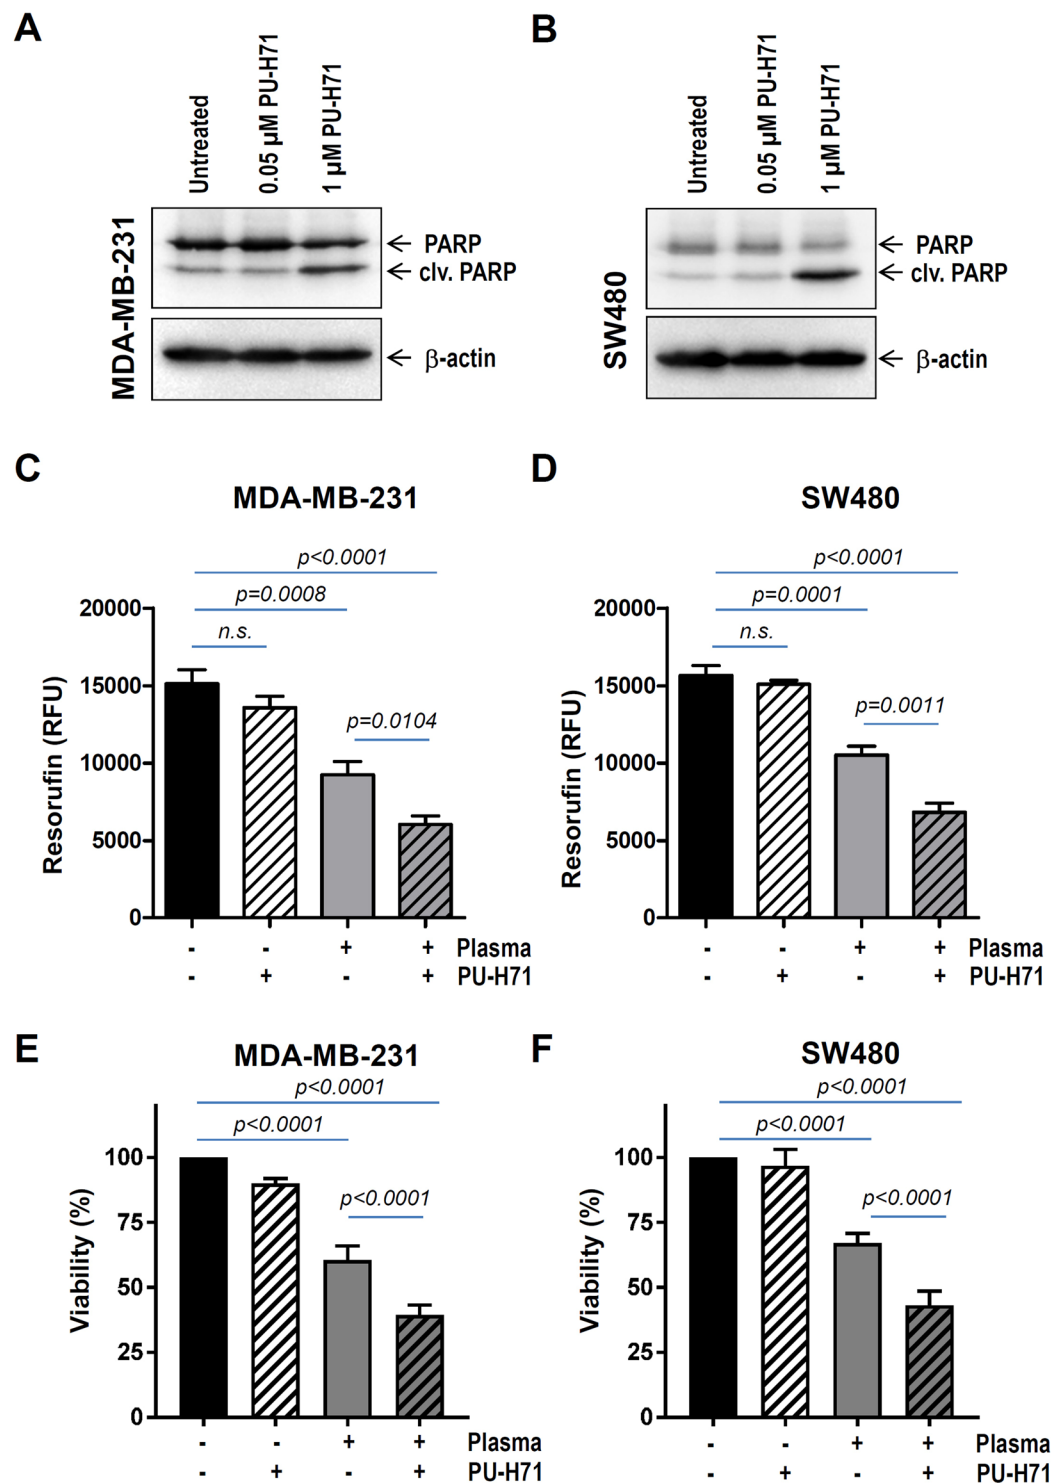 A
B
Untreated
0.05 µM PU-H71
1 µM PU-H71
Untreated
0.05 µM PU-H71
1 µM PU-H71
MDA-MB-231
PARP
clv. PARP
β-actin
SW480
PARP
clv. PARP
β-actin
C
MDA-MB-231
p<0.0001
p=0.0008
n.s.
p=0.0104
20000
15000
10000
5000
0
Resorufin (RFU)
- - + + Plasma
- + - + PU-H71
D
SW480
p<0.0001
p=0.0001
n.s.
p=0.0011
20000
15000
10000
5000
0
Resorufin (RFU)
- - + + Plasma
- + - + PU-H71
E
MDA-MB-231
p<0.0001
p<0.0001
p<0.0001
100
75
50
25
0
Viability (%)
- - + + Plasma
- + - + PU-H71
F
SW480
p<0.0001
p<0.0001
p<0.0001
100
75
50
25
0
Viability (%)
- - + + Plasma
- + - + PU-H71